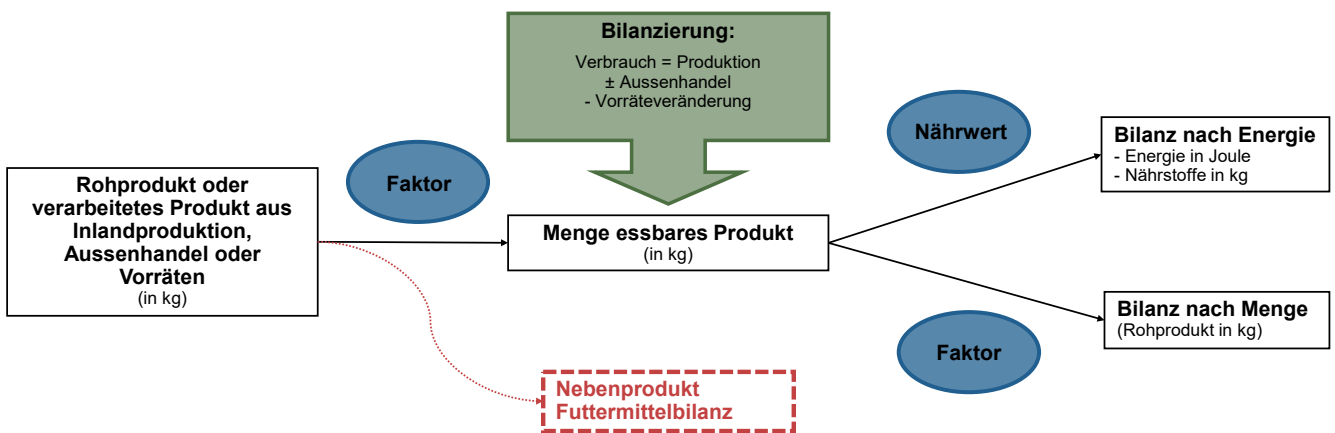 Bilanzierung:
Verbrauch = Produktion
± Aussenhandel
- Vorräteveränderung
Rohprodukt oder
verarbeitetes Produkt aus
Inlandproduktion,
Aussenhandel oder
Vorräten
(in kg)
Faktor
Menge essbares Produkt
(in kg)
Nährwert
Bilanz nach Energie
- Energie in Joule
- Nährstoffe in kg
Faktor
Bilanz nach Menge
(Rohprodukt in kg)
Nebenprodukt
Futtermittelbilanz